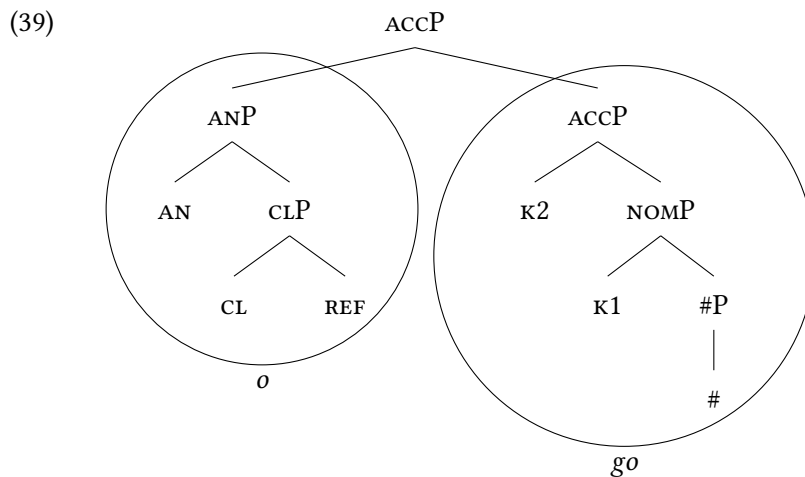 (39)
ACCP
ANP ACCP
AN CLP K2 NOMP
CL REF K1 #P
o
#
go